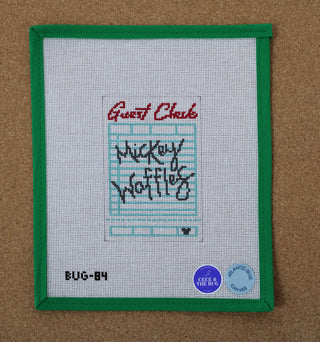 Guest Check
Mickey
Waffles
BUG-84
CECE &
THE BUG